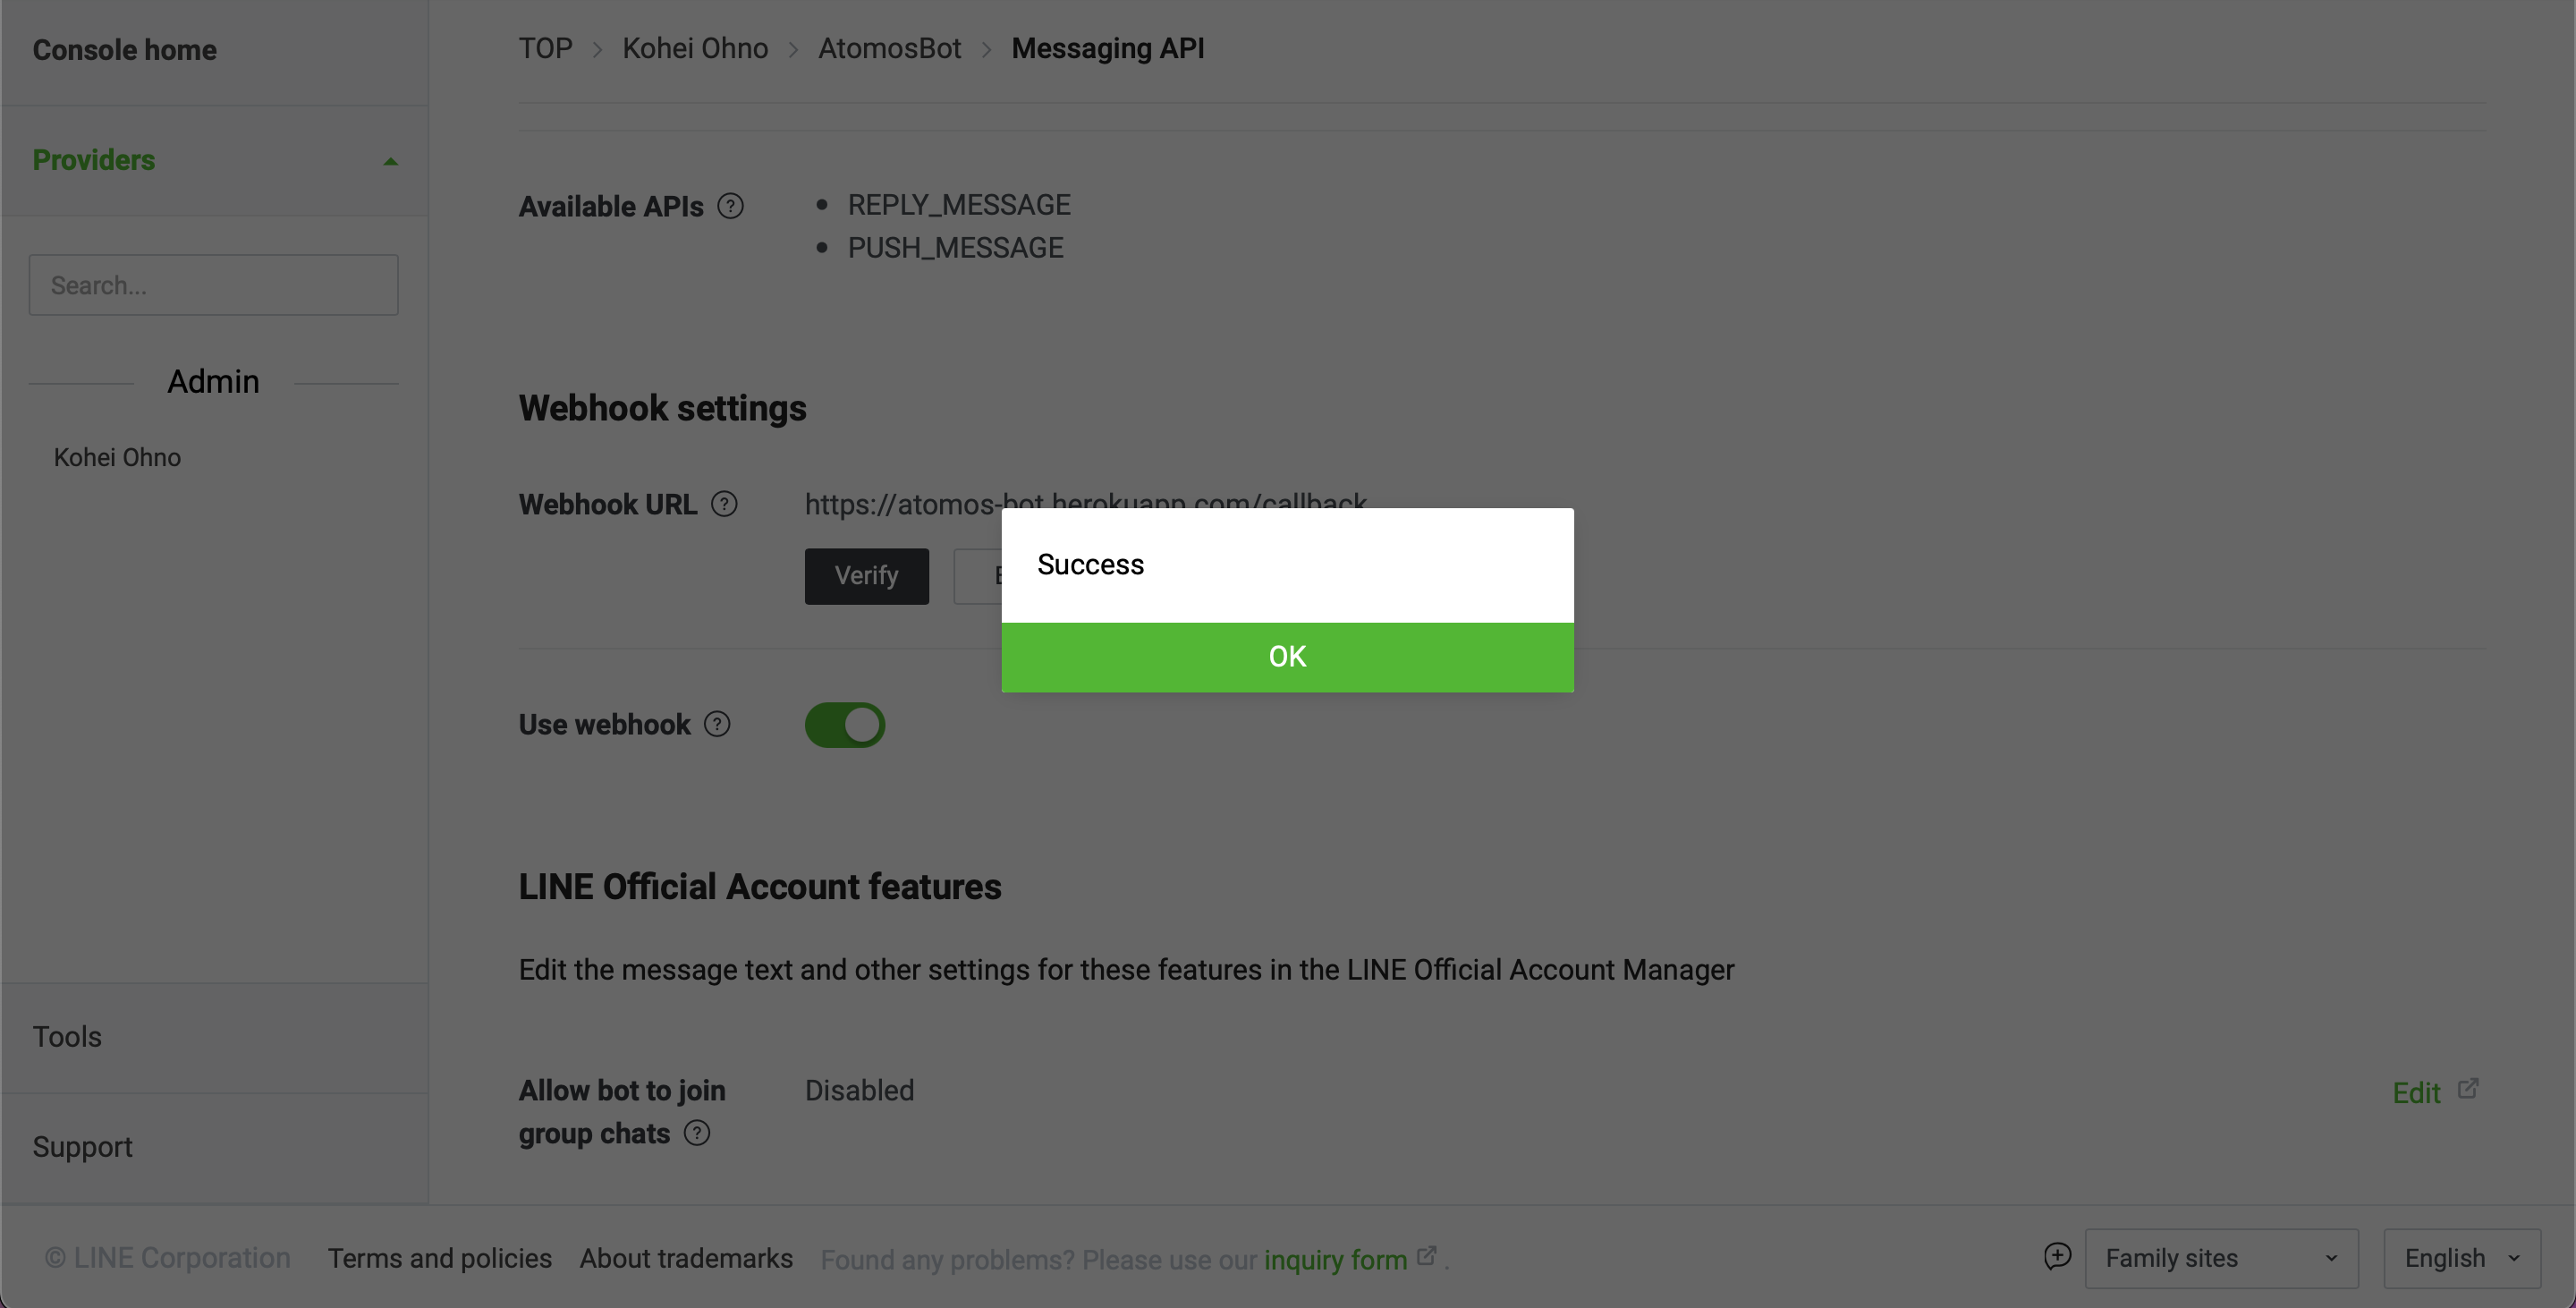 Console home
TOP > Kohei Ohno > AtomosBot > Messaging API
Providers
Search...
Admin
Kohei Ohno
Tools
Support
Available APIs ?
• REPLY_MESSAGE
• PUSH_MESSAGE
Webhook settings
Webhook URL ?
https://atomos-bot.herokuapp.com/callback
Verify
Success
OK
Use webhook ?
LINE Official Account features
Edit the message text and other settings for these features in the LINE Official Account Manager
Allow bot to join
group chats ?
Disabled
Edit
© LINE Corporation
Terms and policies
About trademarks
Found any problems? Please use our inquiry form .
Family sites
English